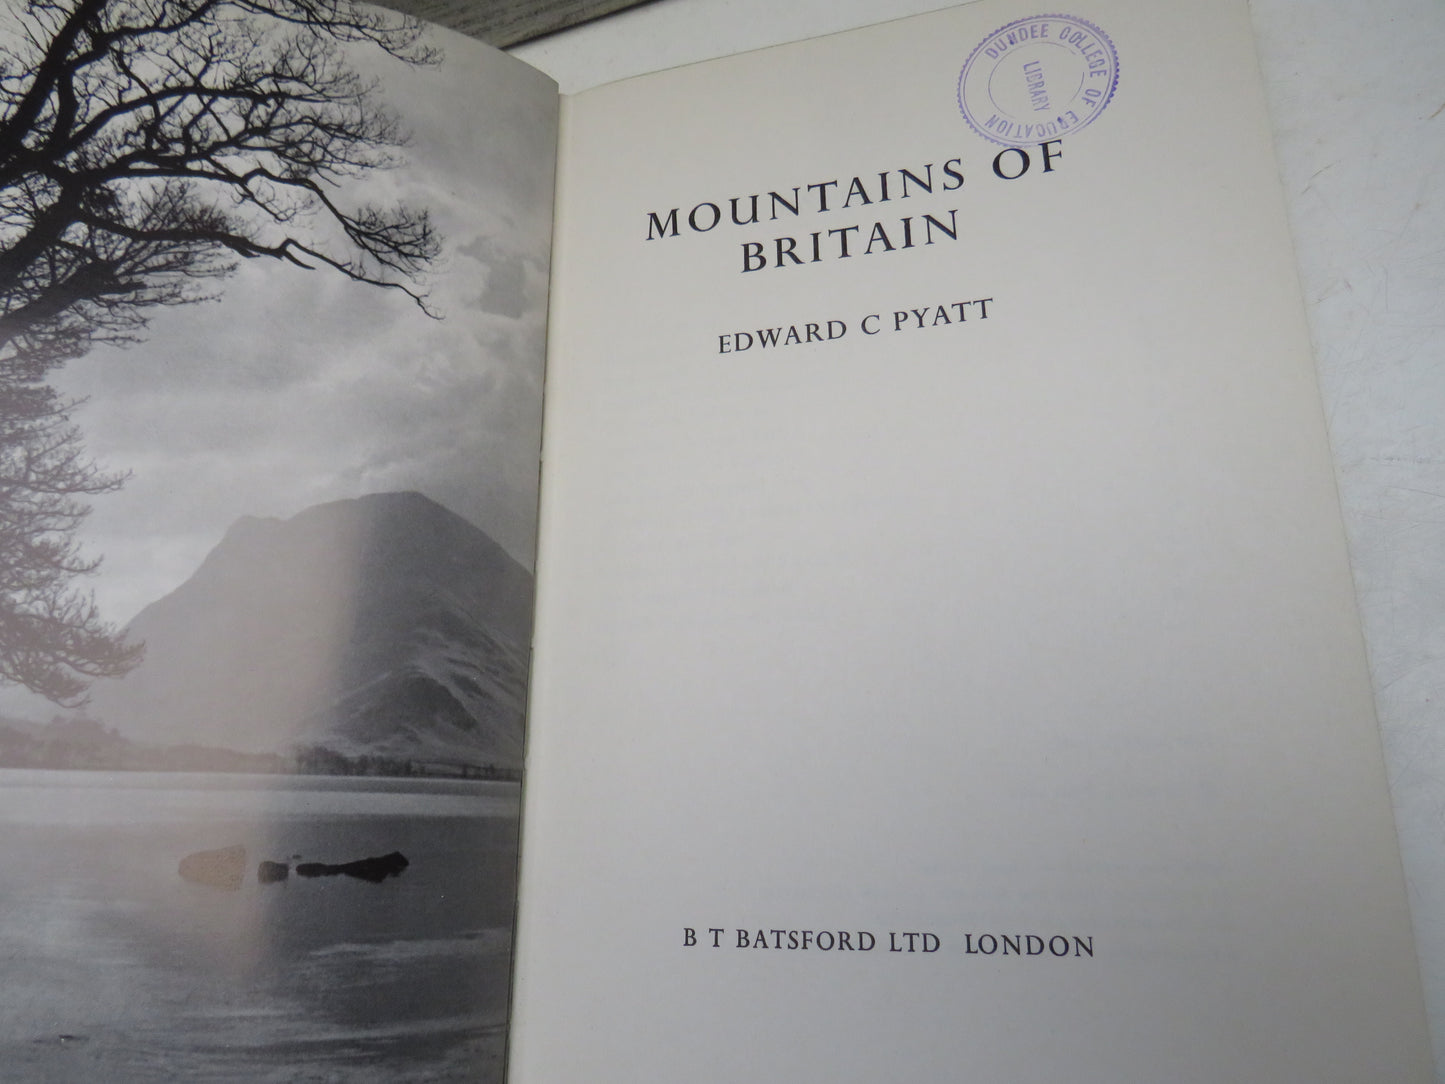 DUNDEE COLLEGE OF EDUCATION
LIBRARY
MOUNTAINS OF
BRITAIN
EDWARD C PYATT
B T BATSFORD LTD LONDON